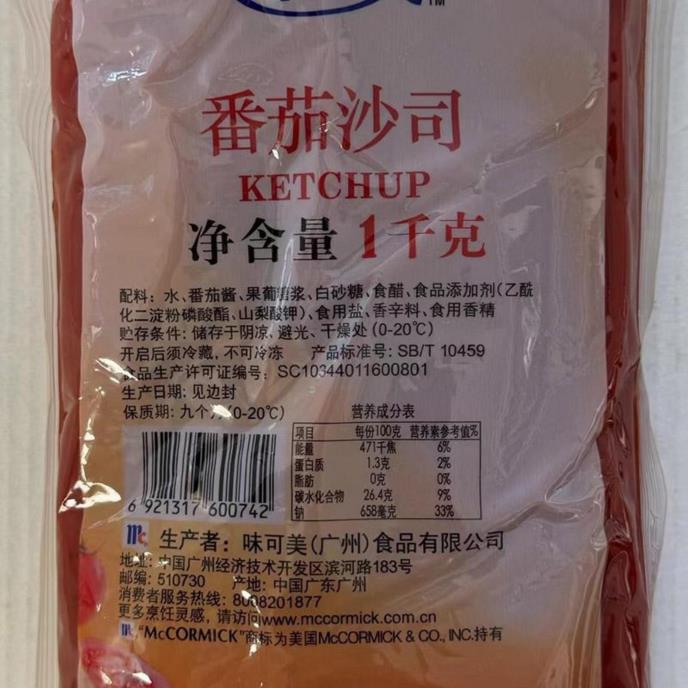 TM
番茄沙司
KETCHUP
净含量 1千克
配料: 水、番茄酱、果葡糖浆、白砂糖、食醋、食品添加剂(乙酰
化二淀粉磷酸酯、山梨酸钾)、食用盐、香辛料、食用香精
贮存条件: 储存于阴凉、避光、干燥处 (0-20℃)
开启后须冷藏, 不可冷冻 产品标准号: SB/T 10459
食品生产许可证编号: SC10344011600801
生产日期: 见边封
保质期: 九个月(0-20℃)
营养成分表
项目 每份100克 营养素参考值%
能量 471千焦 6%
蛋白质 1.3克 2%
脂肪 0克 0%
碳水化合物 26.4克 9%
钠 658毫克 33%
6 921317 600742
mc 生产者: 味可美(广州)食品有限公司
地址: 中国广州经济技术开发区滨河路183号
邮编: 510730 产地: 中国广东广州
消费者服务热线: 8008201877
更多烹饪灵感, 请访问www.mccormick.com.cn
"McCORMICK"商标为美国McCORMICK & CO., INC.持有